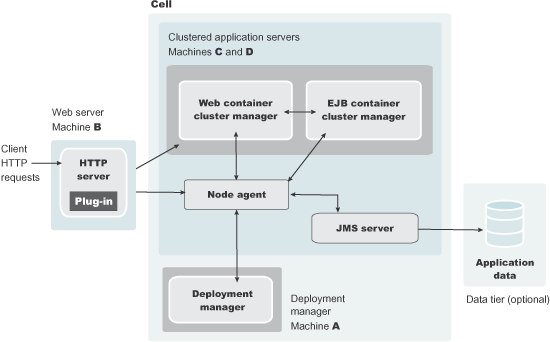 Cell
Clustered application servers
Machines C and D
Web container
cluster manager
EJB container
cluster manager
Web server
Machine B
Client
HTTP
requests
HTTP
server
Plug-in
Node agent
JMS server
Application
data
Data tier (optional)
Deployment
manager
Deployment
manager
Machine A